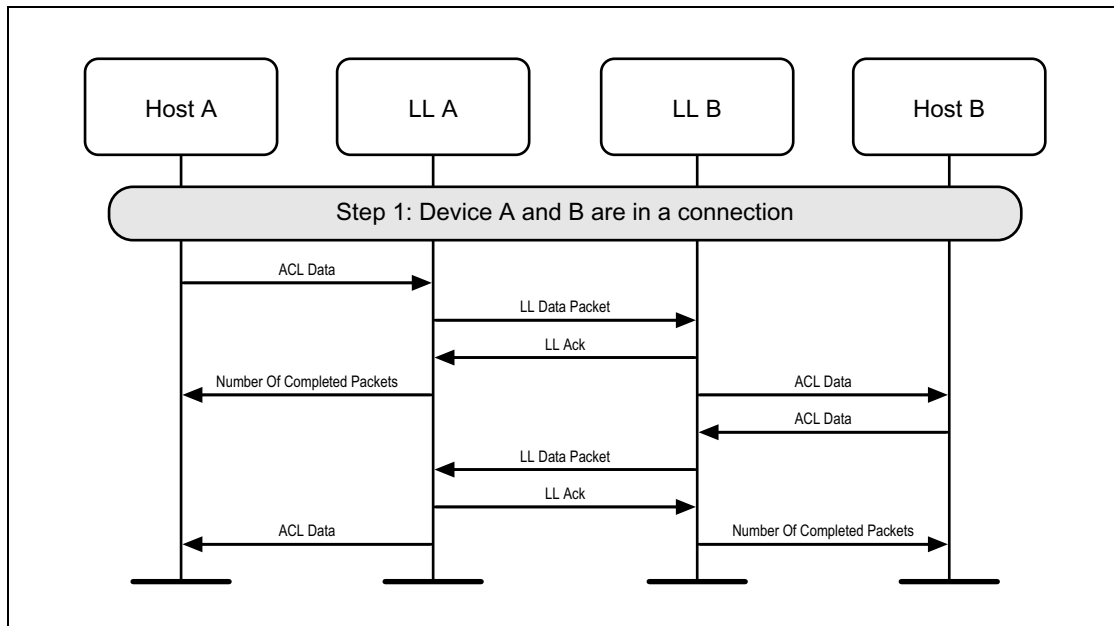 Host A
LL A
LL B
Host B
Step 1: Device A and B are in a connection
ACL Data
LL Data Packet
LL Ack
Number Of Completed Packets
ACL Data
ACL Data
LL Data Packet
LL Ack
ACL Data
Number Of Completed Packets